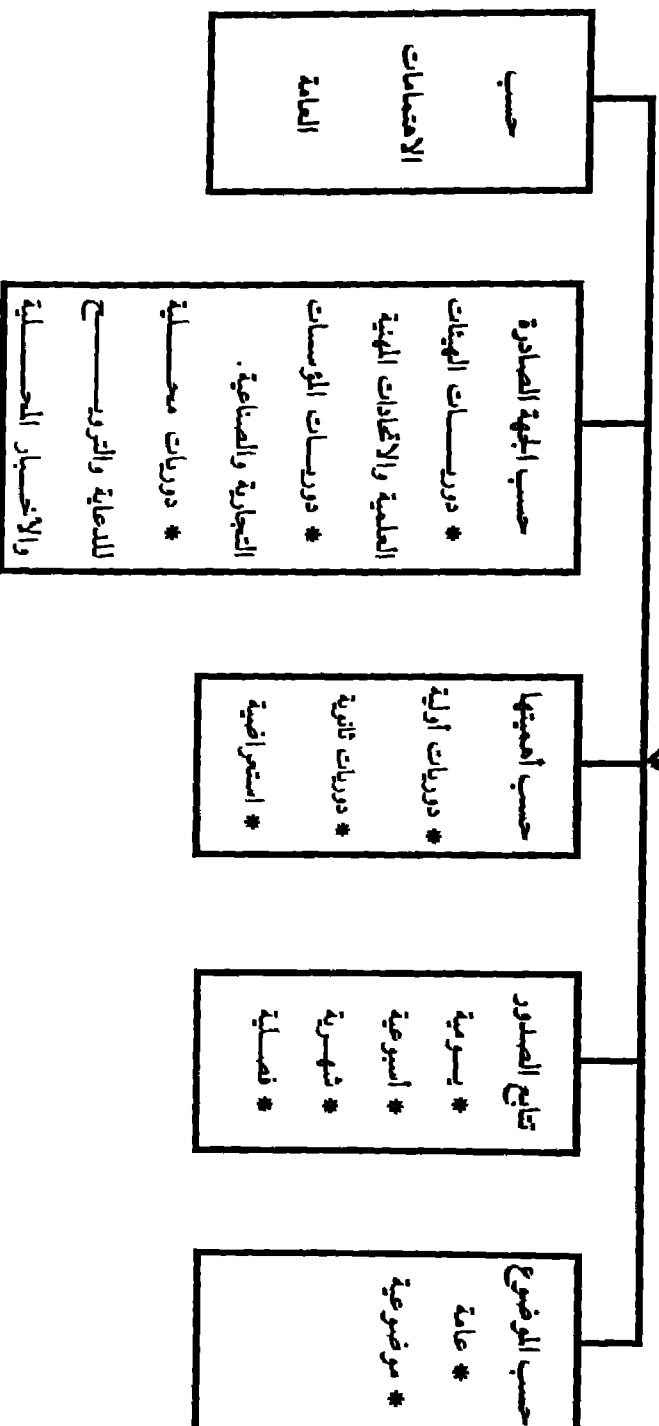 حسب الموضوع
* عامة
* موضوعية
تتابع الصدور
* يومية
* أسبوعية
* شهرية
* فصلية
حسب أهميتها
* دوريات أولية
* دوريات ثانوية
* استعراضية
حسب الجهة الصادرة
* دوريات الهيئات
العلمية والاتحادات المهنية
* دوريات المؤسسات
التجارية والصناعية.
* دوريات محلية
للدعاية والترويح
والأخبار المحلية
حسب
الاهتمامات
العامة